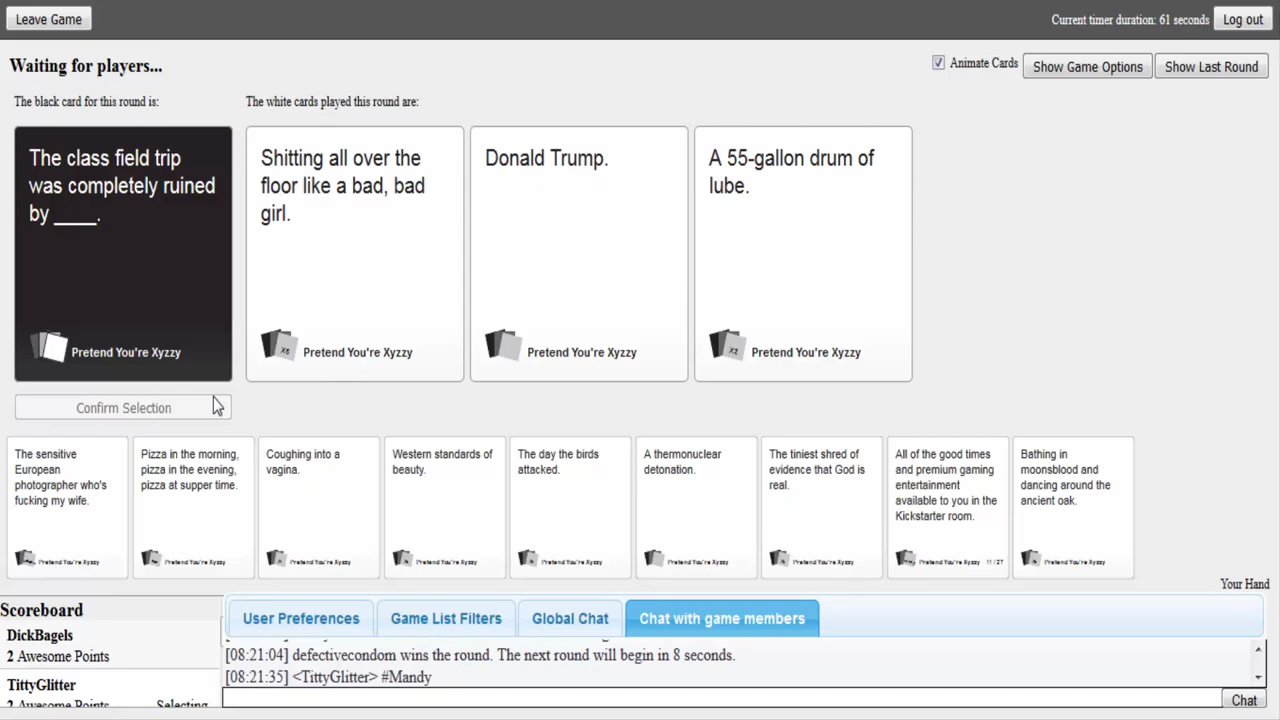 Leave Game
Current timer duration: 61 seconds
Log out
Waiting for players...
Animate Cards
Show Game Options
Show Last Round
The black card for this round is:
The white cards played this round are:
The class field trip
was completely ruined
by ____.
Pretend You're Xyzzy
Shitting all over the
floor like a bad, bad
girl.
X6
Pretend You're Xyzzy
Donald Trump.
Pretend You're Xyzzy
A 55-gallon drum of
lube.
X2
Pretend You're Xyzzy
Confirm Selection
The sensitive
European
photographer who's
fucking my wife.
Pretend You're Xyzzy
Pizza in the morning,
pizza in the evening,
pizza at supper time.
Pretend You're Xyzzy
Coughing into a
vagina.
Pretend You're Xyzzy
Western standards of
beauty.
Pretend You're Xyzzy
The day the birds
attacked.
Pretend You're Xyzzy
A thermonuclear
detonation.
Pretend You're Xyzzy
The tiniest shred of
evidence that God is
real.
Pretend You're Xyzzy
All of the good times
and premium gaming
entertainment
available to you in the
Kickstarter room.
Pretend You're Xyzzy 11 / 27
Bathing in
moonsblood and
dancing around the
ancient oak.
Pretend You're Xyzzy
Your Hand
Scoreboard
DickBagels
2 Awesome Points
TittyGlitter
2 Awesome Points Selecting
User Preferences
Game List Filters
Global Chat
Chat with game members
[08:21:04] defectivecondom wins the round. The next round will begin in 8 seconds.
[08:21:35] <TittyGlitter> #Mandy
Chat